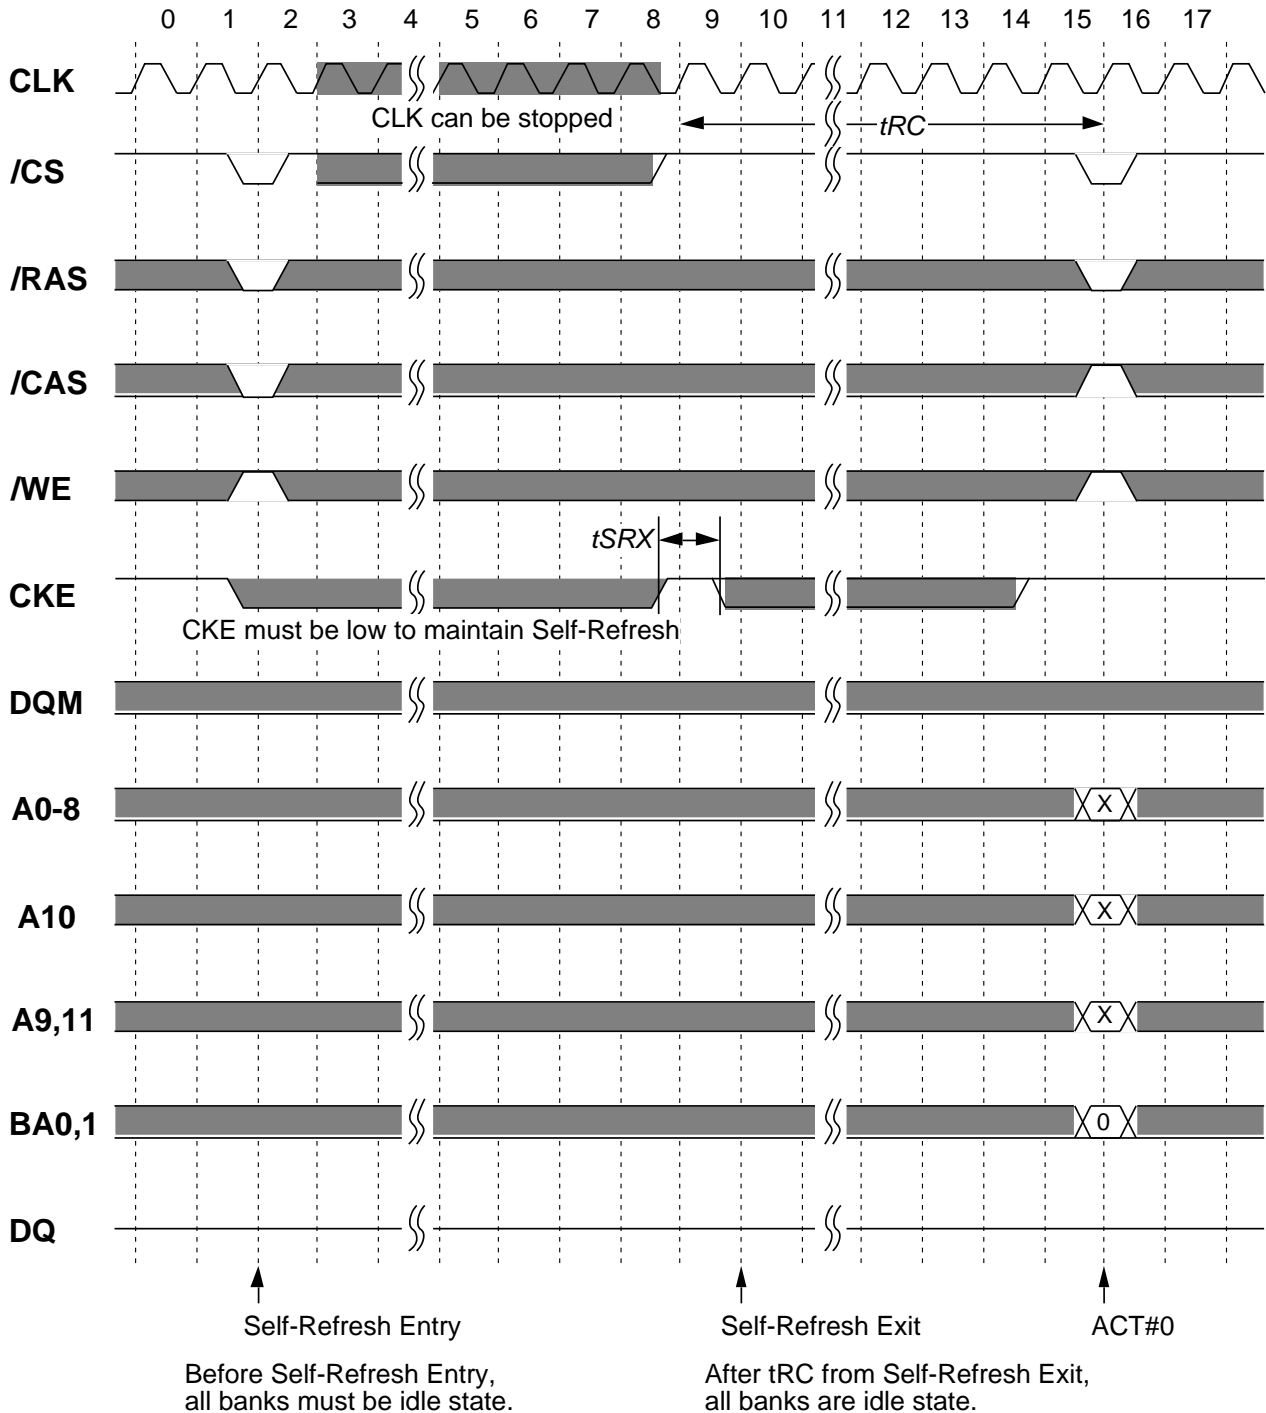 0 1 2 3 4 5 6 7 8 9 10 11 12 13 14 15 16 17
CLK
CLK can be stopped
tRC
/CS
/RAS
/CAS
/WE
tSRX
CKE
CKE must be low to maintain Self-Refresh
DQM
A0-8
X
A10
X
A9,11
X
BA0,1
0
DQ
Self-Refresh Entry
Self-Refresh Exit
ACT#0
Before Self-Refresh Entry,
all banks must be idle state.
After tRC from Self-Refresh Exit,
all banks are idle state.